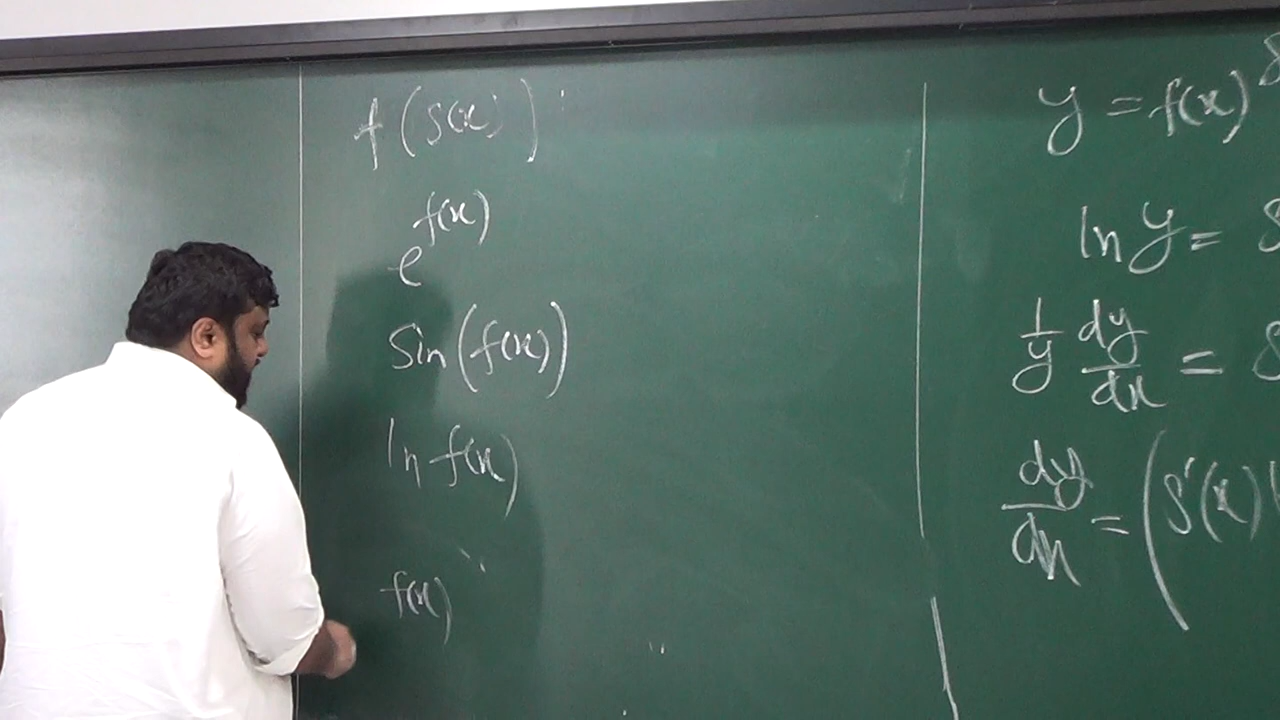 f(g(x))
e^{f(x)}
sin(f(x))
ln f(x)
f(x)
y = f(x)
ln y =
1/y dy/dx =
dy/dx = (g'(x)